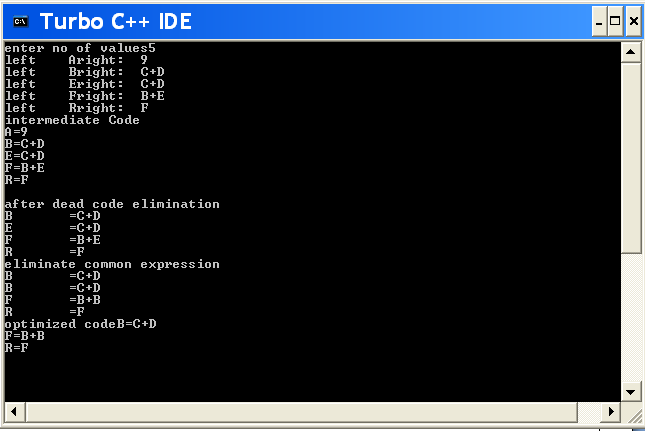 Turbo C++ IDE
enter no of values5
left    Aright:  9
left    Bright:  C+D
left    Eright:  C+D
left    Fright:  B+E
left    Rright:  F
intermediate Code
A=9
B=C+D
E=C+D
F=B+E
R=F
after dead code elimination
B       =C+D
E       =C+D
F       =B+E
R       =F
eliminate common expression
B       =C+D
B       =C+D
F       =B+B
R       =F
optimized codeB=C+D
F=B+B
R=F